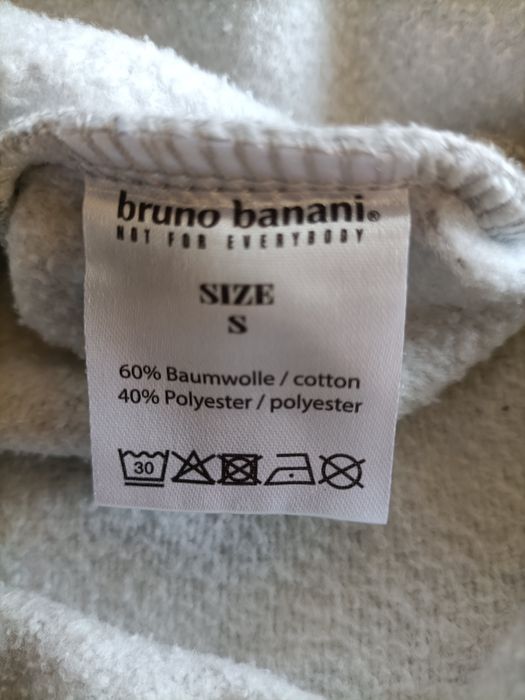 bruno banani®
NOT FOR EVERYBODY
SIZE
S
60% Baumwolle / cotton
40% Polyester / polyester
30